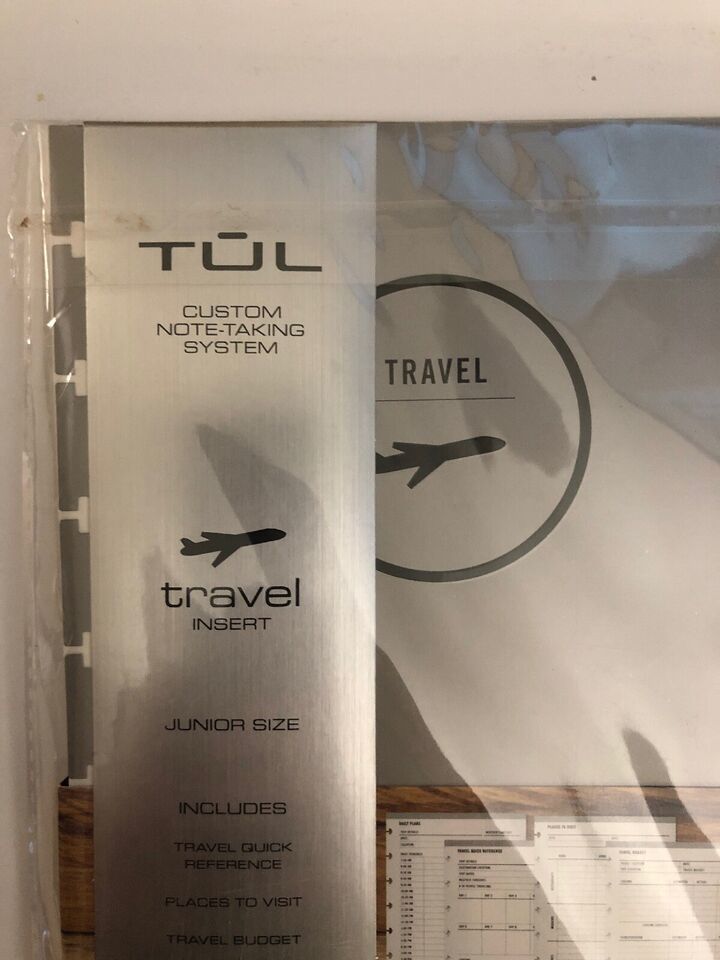 TŪL
CUSTOM
NOTE-TAKING
SYSTEM
TRAVEL
travel
INSERT
JUNIOR SIZE
INCLUDES
TRAVEL QUICK
REFERENCE
PLACES TO VISIT
TRAVEL BUDGET
DAILY PLANS
PLACES TO VISIT
TRAVEL QUICK REFERENCE
TRAVEL BUDGET